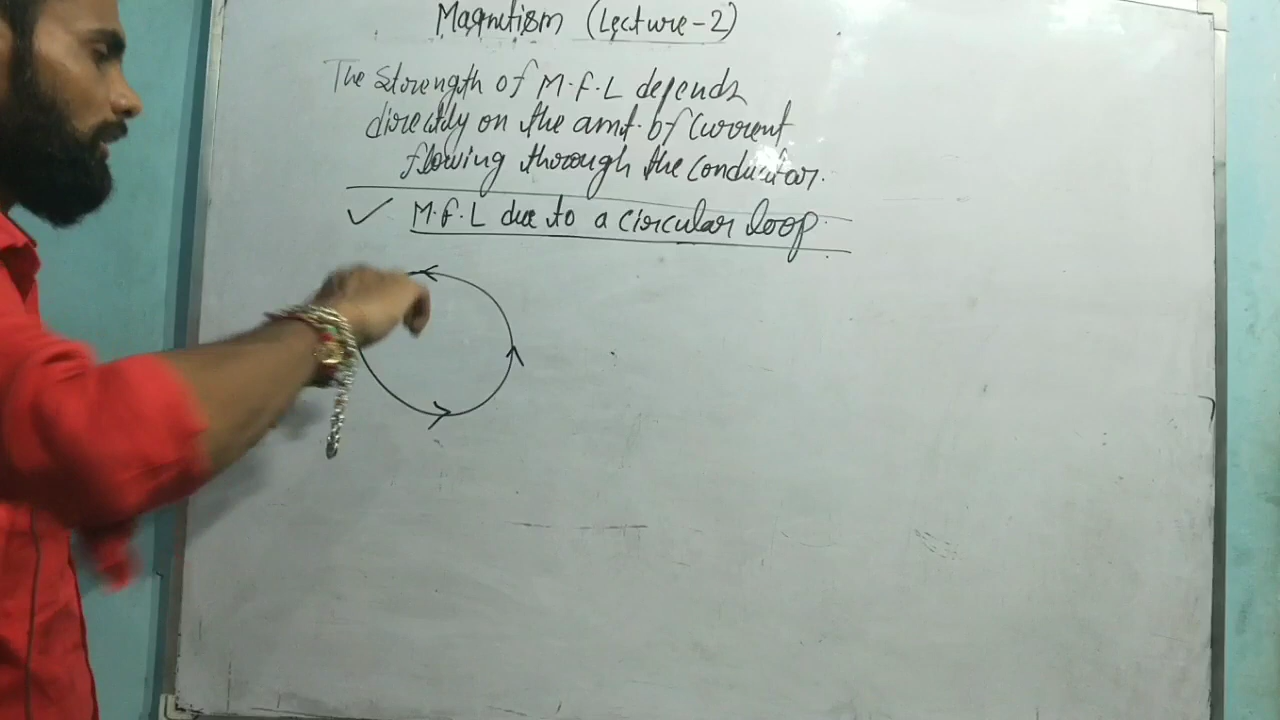 Magnetism (Lecture-2)
The Strength of M.F.L depends
directly on the amt. of Current
flowing through the Conductor.
✓ M.F.L due to a circular loop.